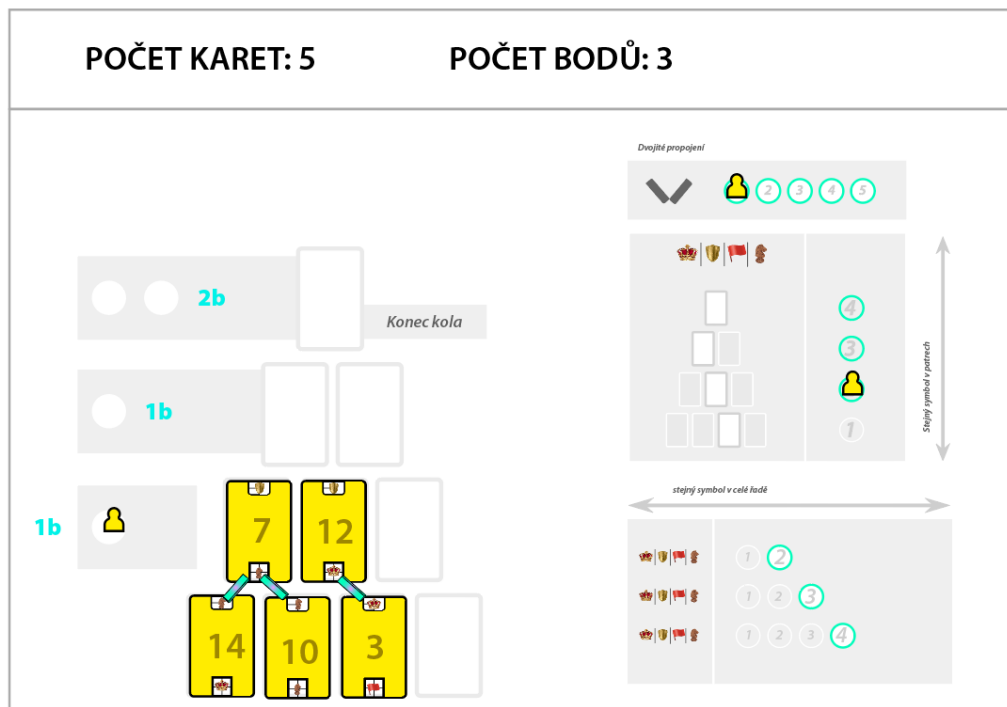 POČET KARET: 5
POČET BODŮ: 3
Dvojité propojení
2 3 4 5
2b
Konec kola
1b
1b
7
12
14
10
3
4
3
1
Stejný symbol v patrech
stejný symbol v celé řadě
1 2
1 2 3
1 2 3 4